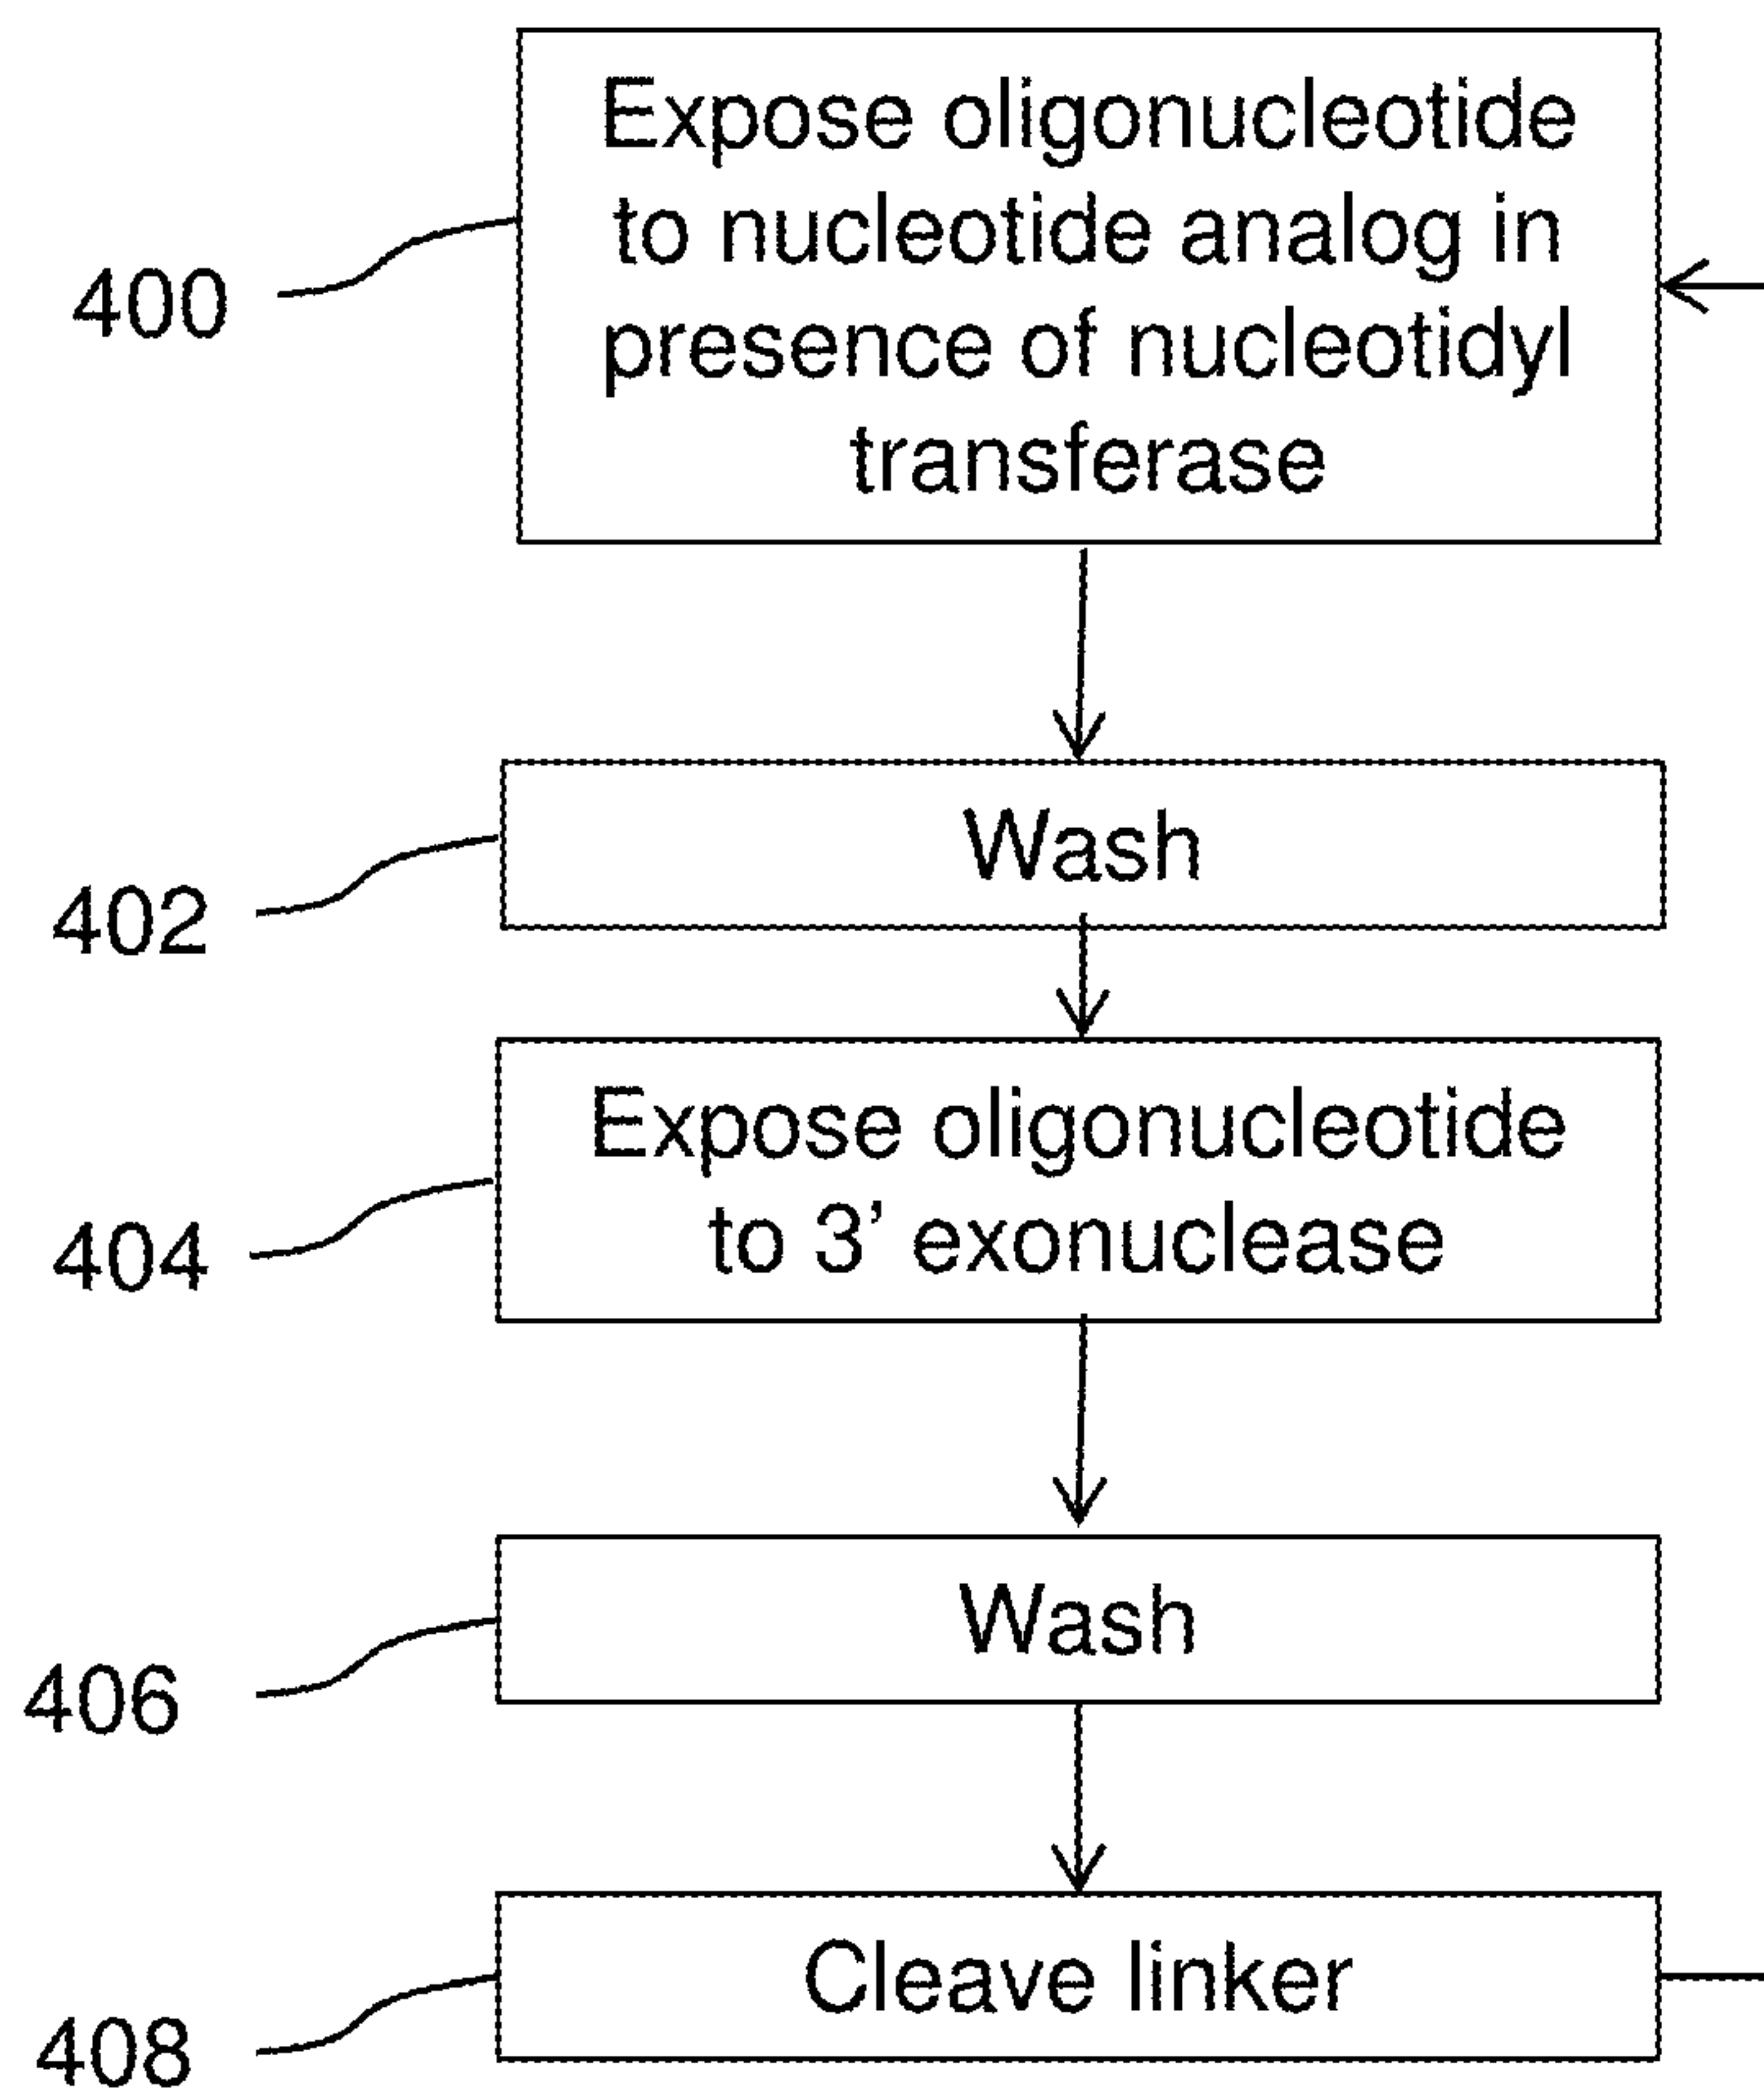 Expose oligonucleotide
to nucleotide analog in
presence of nucleotidyl
transferase
400
Wash
402
Expose oligonucleotide
to 3’ exonuclease
404
Wash
406
Cleave linker
408